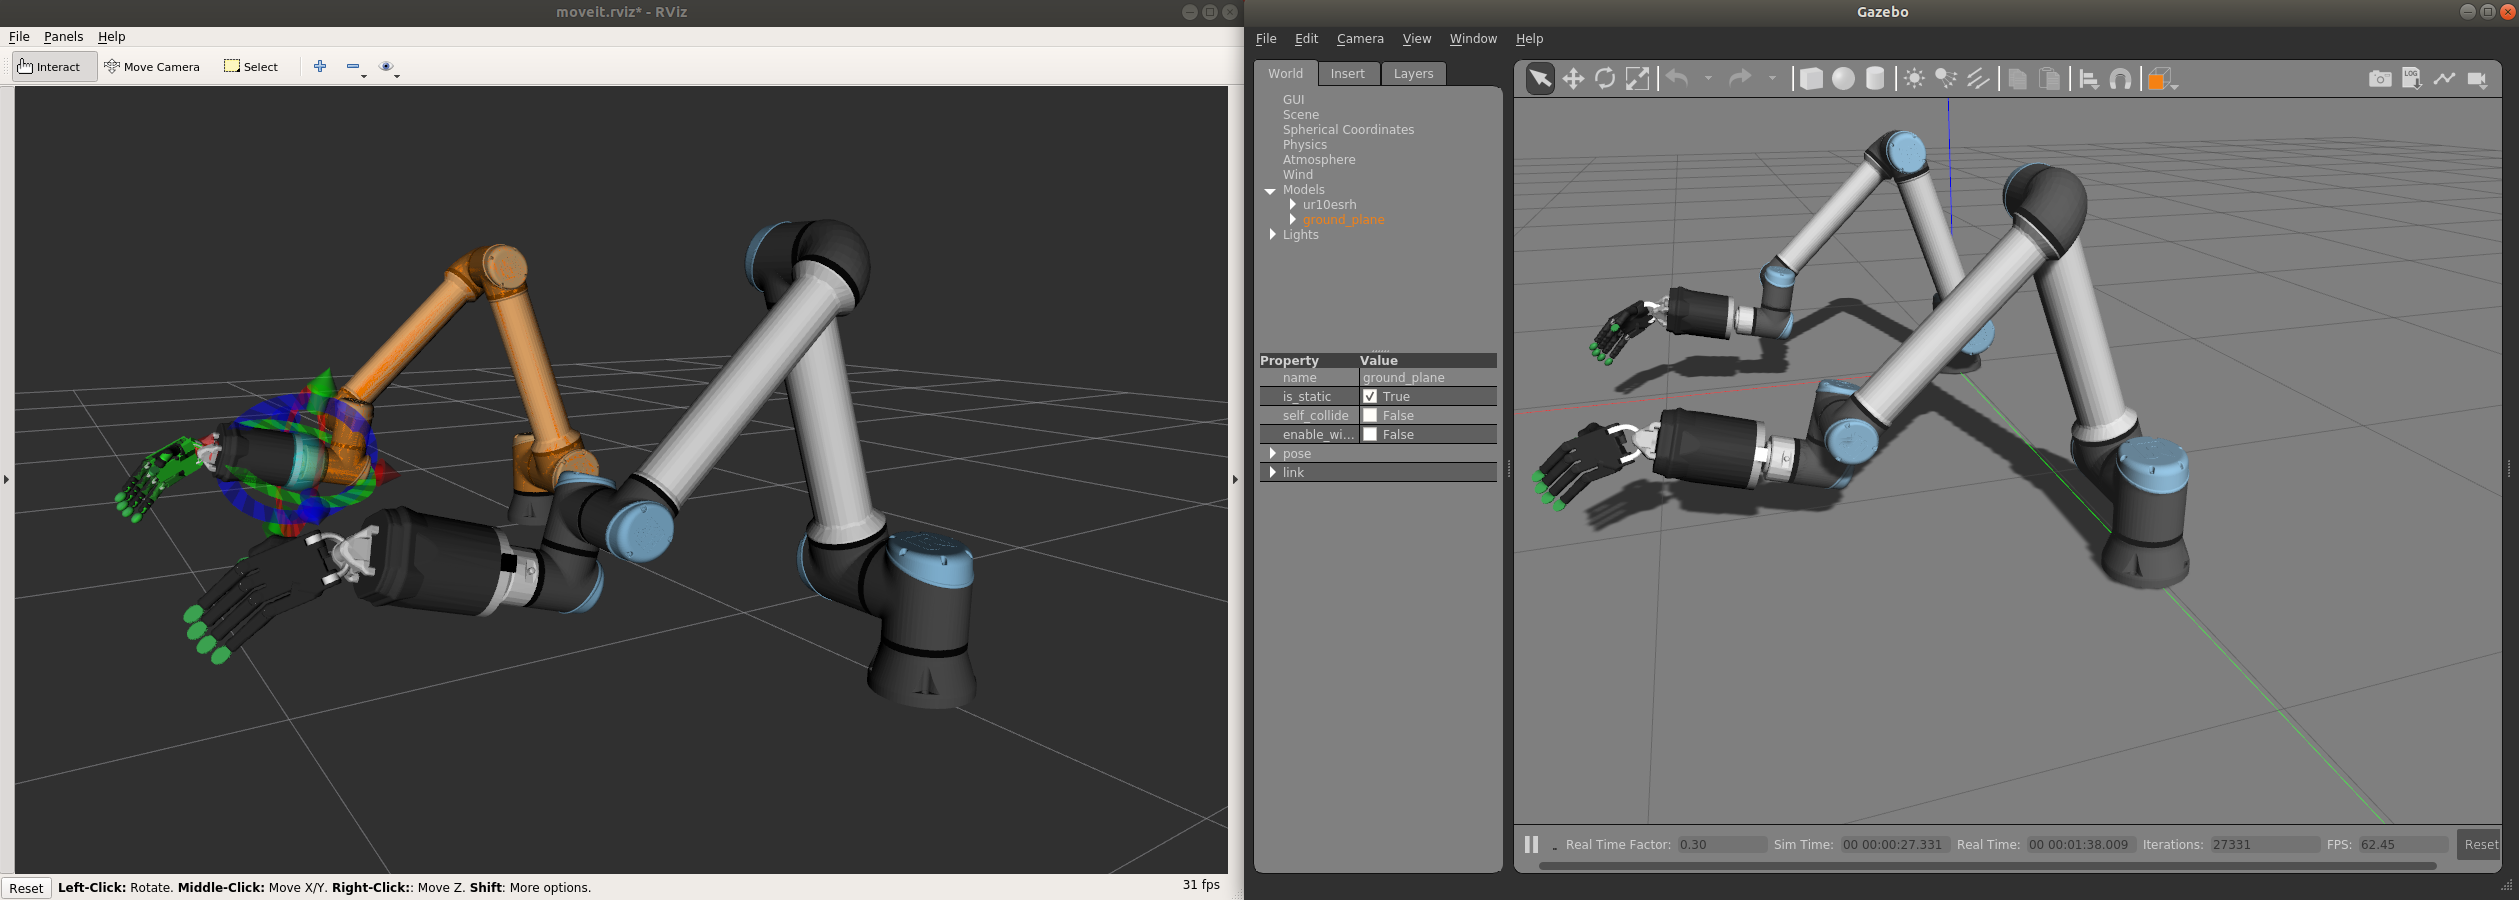 moveit.rviz* - RViz
File Panels Help
Interact Move Camera Select
Reset Left-Click: Rotate. Middle-Click: Move X/Y. Right-Click:: Move Z. Shift: More options. 31 fps
Gazebo
File Edit Camera View Window Help
World Insert Layers
GUI
Scene
Spherical Coordinates
Physics
Atmosphere
Wind
Models
ur10esrh
ground_plane
Lights
Property Value
name ground_plane
is_static True
self_collide False
enable_wi... False
pose
link
LOG
Real Time Factor: 0.30 Sim Time: 00 00:00:27.331 Real Time: 00 00:01:38.009 Iterations: 27331 FPS: 62.45 Reset